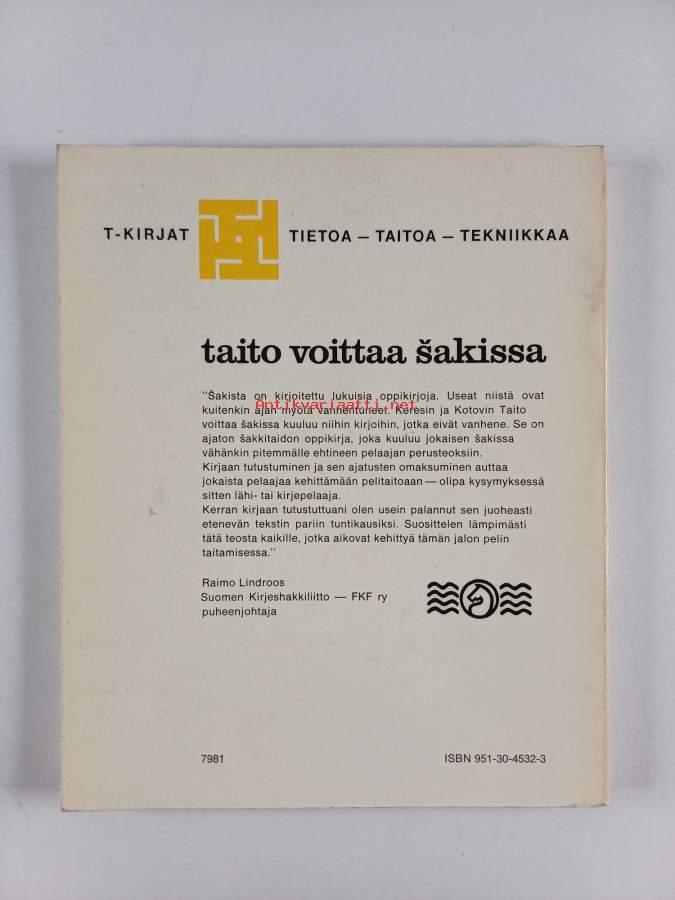 T-KIRJAT TIETOA — TAITOA — TEKNIIKKAA
taito voittaa šakissa
"Šakista on kirjoitettu lukuisia oppikirjoja. Useat niistä ovat
Antikvariaatti.net
kuitenkin ajan myötä vanhentuneet. Keresin ja Kotovin Taito
voittaa šakissa kuuluu niihin kirjoihin, jotka eivät vanhene. Se on
ajaton šakkitaidon oppikirja, joka kuuluu jokaisen šakissa
vähänkin pitemmälle ehtineen pelaajan perusteoksiin.
Kirjaan tutustuminen ja sen ajatusten omaksuminen auttaa
jokaista pelaajaa kehittämään pelitaitoaan — olipa kysymyksessä
sitten lähi- tai kirjepelaaja.
Kerran kirjaan tutustuttuani olen usein palannut sen juoheasti
etenevän tekstin pariin tuntikausiksi. Suosittelen lämpimästi
tätä teosta kaikille, jotka aikovat kehittyä tämän jalon pelin
taitamisessa."
Raimo Lindroos
Suomen Kirjeshakkiliitto — FKF ry
puheenjohtaja
7981 ISBN 951-30-4532-3